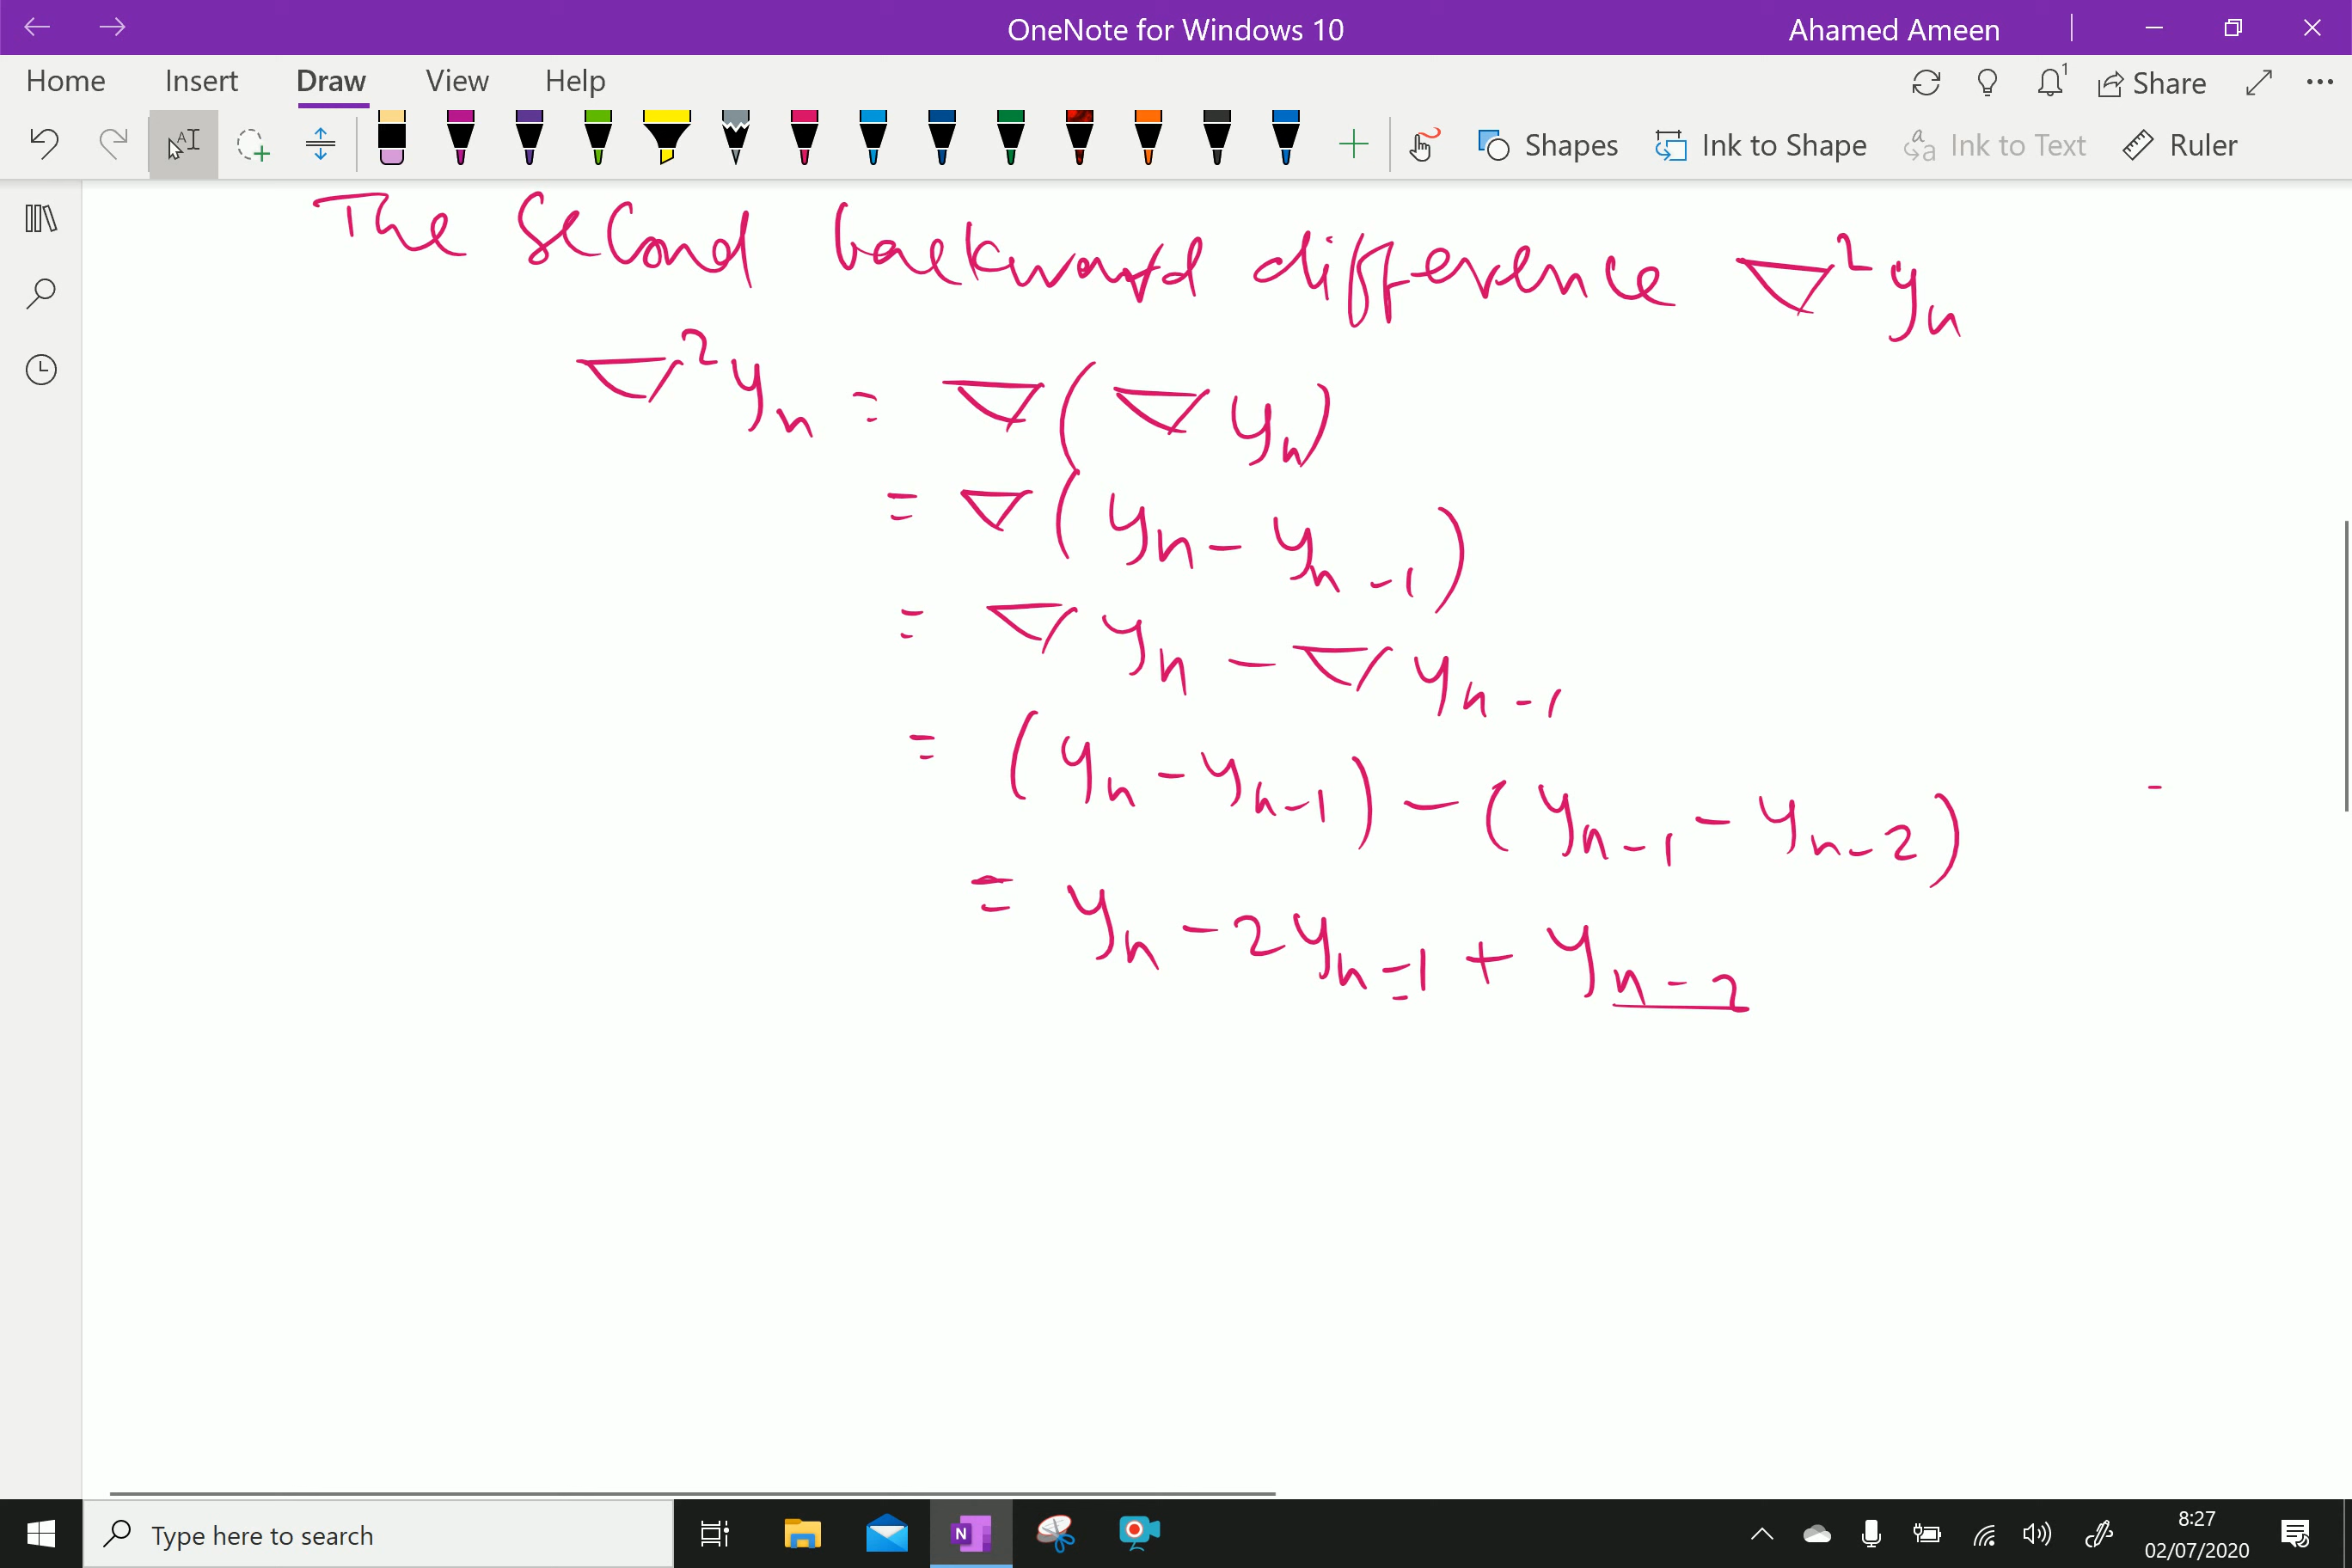 OneNote for Windows 10 Ahamed Ameen
Home Insert Draw View Help Share
Shapes Ink to Shape Ink to Text Ruler
The second backward difference ∇²yₙ
∇²yₙ = ∇(∇yₙ)
= ∇(yₙ - yₙ₋₁)
= ∇yₙ - ∇yₙ₋₁
= (yₙ - yₙ₋₁) - (yₙ₋₁ - yₙ₋₂)
= yₙ - 2yₙ₋₁ + yₙ₋₂
Type here to search
8:27
02/07/2020